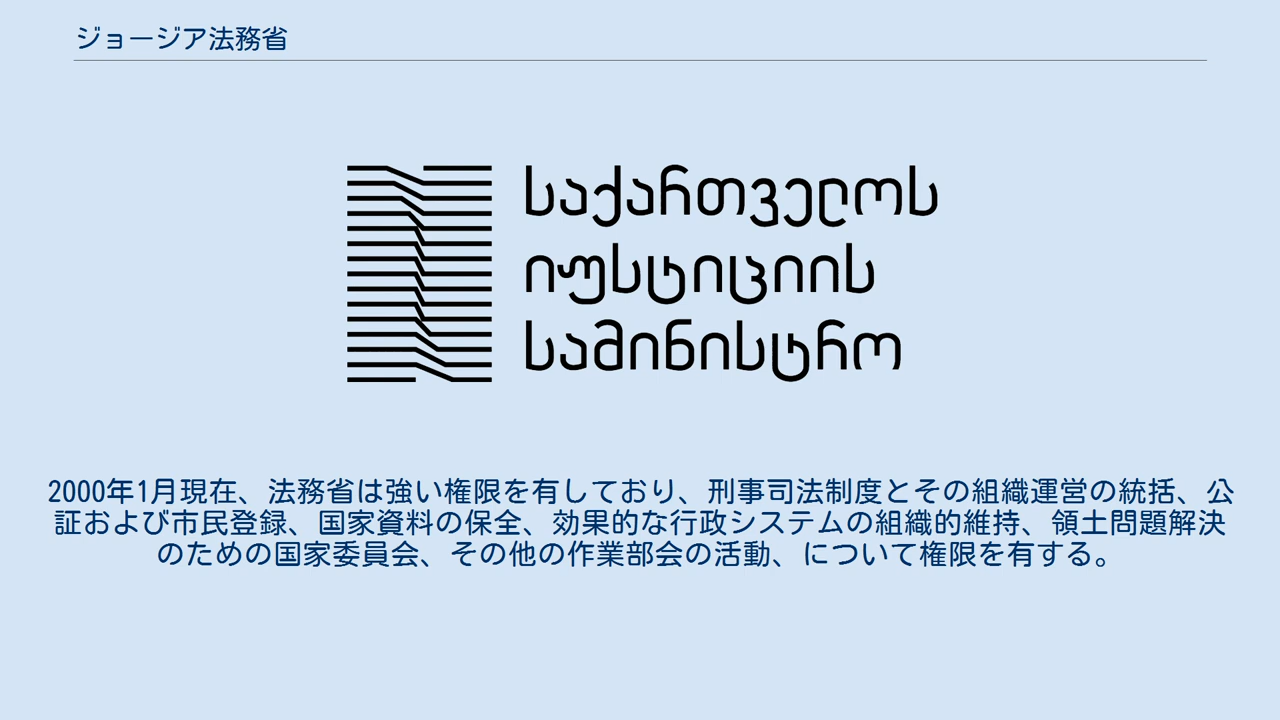 ジョージア法務省
საქართველოს
იუსტიციის
სამინისტრო
2000年1月現在、法務省は強い権限を有しており、刑事司法制度とその組織運営の統括、公
証および市民登録、国家資料の保全、効果的な行政システムの組織的維持、領土問題解決
のための国家委員会、その他の作業部会の活動、について権限を有する。